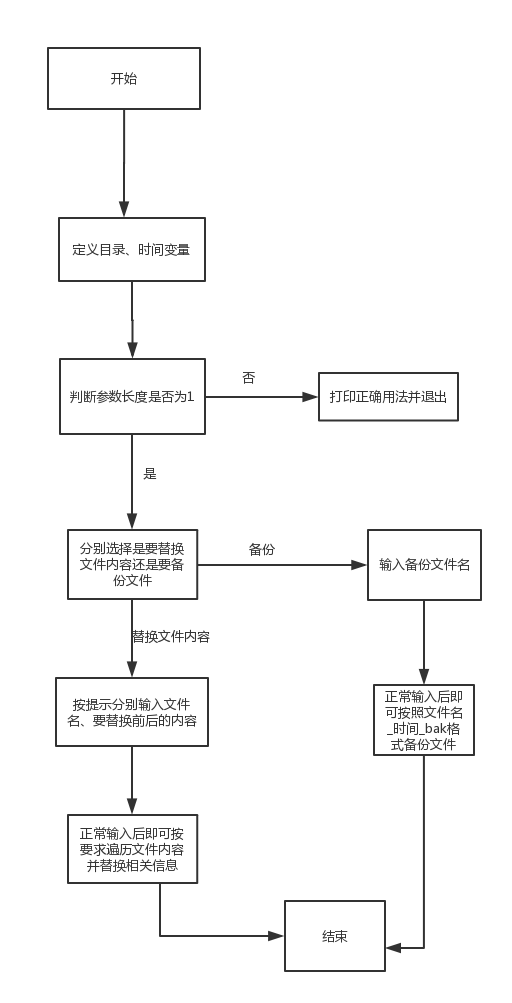 开始
定义目录、时间变量
判断参数长度是否为1
否
打印正确用法并退出
是
分别选择是要替换
文件内容还是要备
份文件
备份
输入备份文件名
替换文件内容
按提示分别输入文件
名、要替换前后的内容
正常输入后即
可按照文件名
_时间_bak格
式备份文件
正常输入后即可按
要求遍历文件内容
并替换相关信息
结束